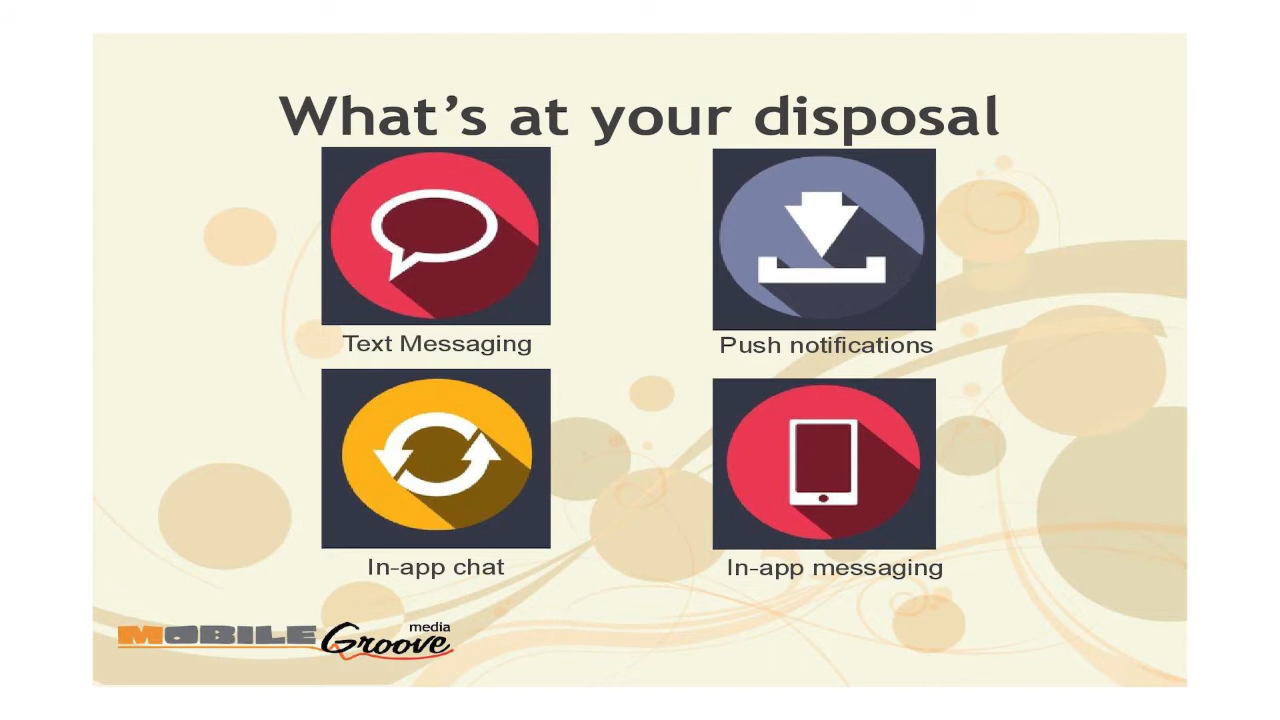 What's at your disposal
Text Messaging
Push notifications
In-app chat
In-app messaging
MOBILE Groove media